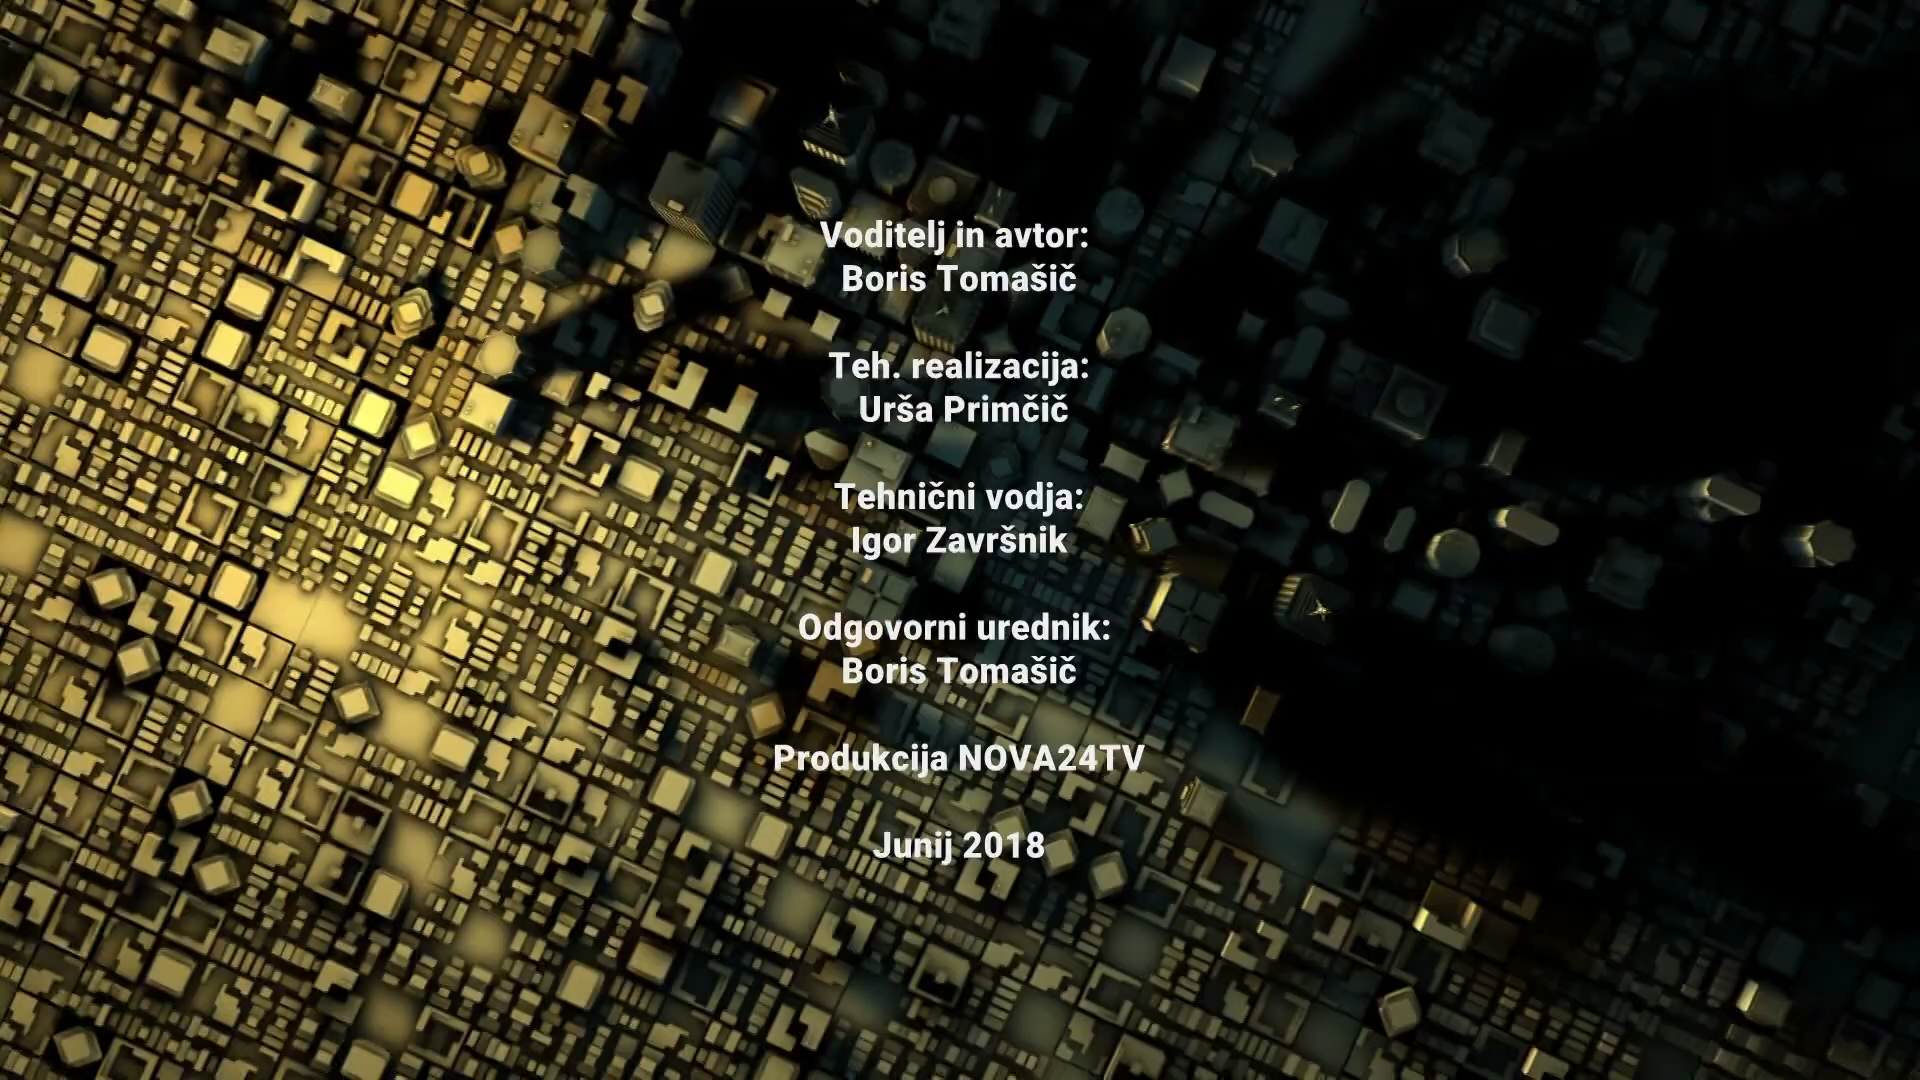 Voditelj in avtor:
Boris Tomašič
Teh. realizacija:
Urša Primčič
Tehnični vodja:
Igor Završnik
Odgovorni urednik:
Boris Tomašič
Produkcija NOVA24TV
Junij 2018